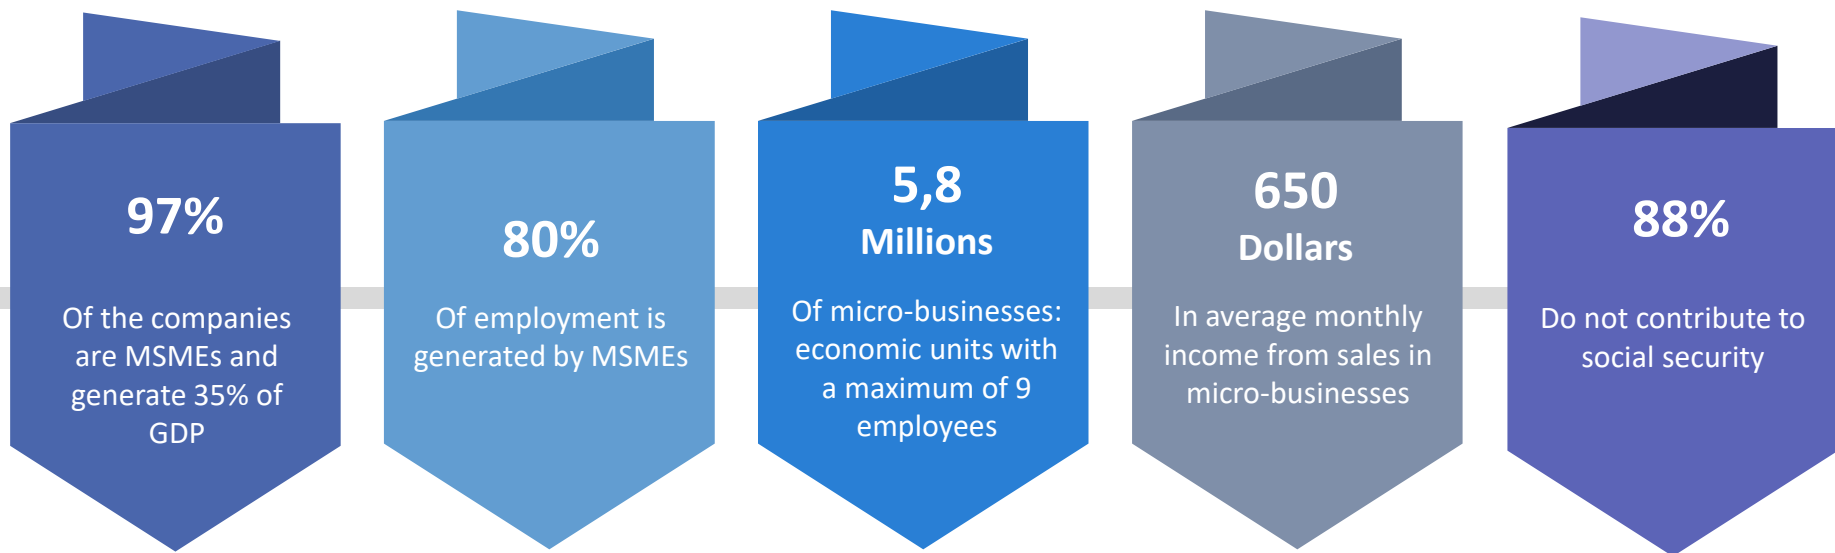 97%
Of the companies
are MSMEs and
generate 35% of
GDP
80%
Of employment is
generated by MSMEs
5,8
Millions
Of micro-businesses:
economic units with
a maximum of 9
employees
650
Dollars
In average monthly
income from sales in
micro-businesses
88%
Do not contribute to
social security